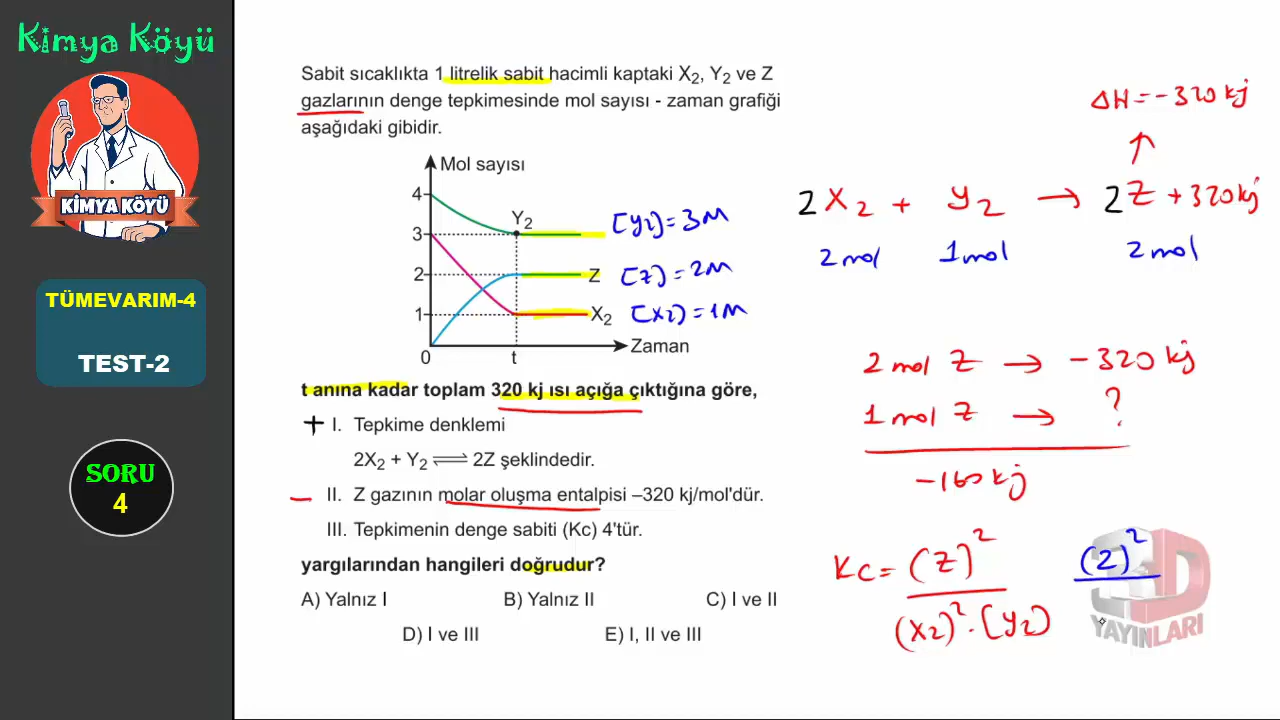 Kimya Köyü
KİMYA KÖYÜ
TÜMEVARIM-4
TEST-2
SORU
4
Sabit sıcaklıkta 1 litrelik sabit hacimli kaptaki X₂, Y₂ ve Z
gazlarının denge tepkimesinde mol sayısı - zaman grafiği
aşağıdaki gibidir.
Mol sayısı
4
3
2
1
0
t
Zaman
Y₂
Z
X₂
[Y₂) = 3M
[Z) = 2M
[X₂) = 1M
t anına kadar toplam 320 kj ısı açığa çıktığına göre,
+ I. Tepkime denklemi
2X₂ + Y₂ ⇌ 2Z şeklindedir.
– II. Z gazının molar oluşma entalpisi –320 kj/mol'dür.
III. Tepkimenin denge sabiti (Kc) 4'tür.
yargılarından hangileri doğrudur?
A) Yalnız I B) Yalnız II C) I ve II
D) I ve III E) I, II ve III
ΔH = -320 kj
↑
2X₂ + Y₂ → 2Z + 320 kj
2 mol 1 mol 2 mol
2 mol Z → -320 kj
1 mol Z → ?
-160 kj
Kc = (Z)²
(X₂)² . [Y₂)
(2)²
3D
YAYINLARI